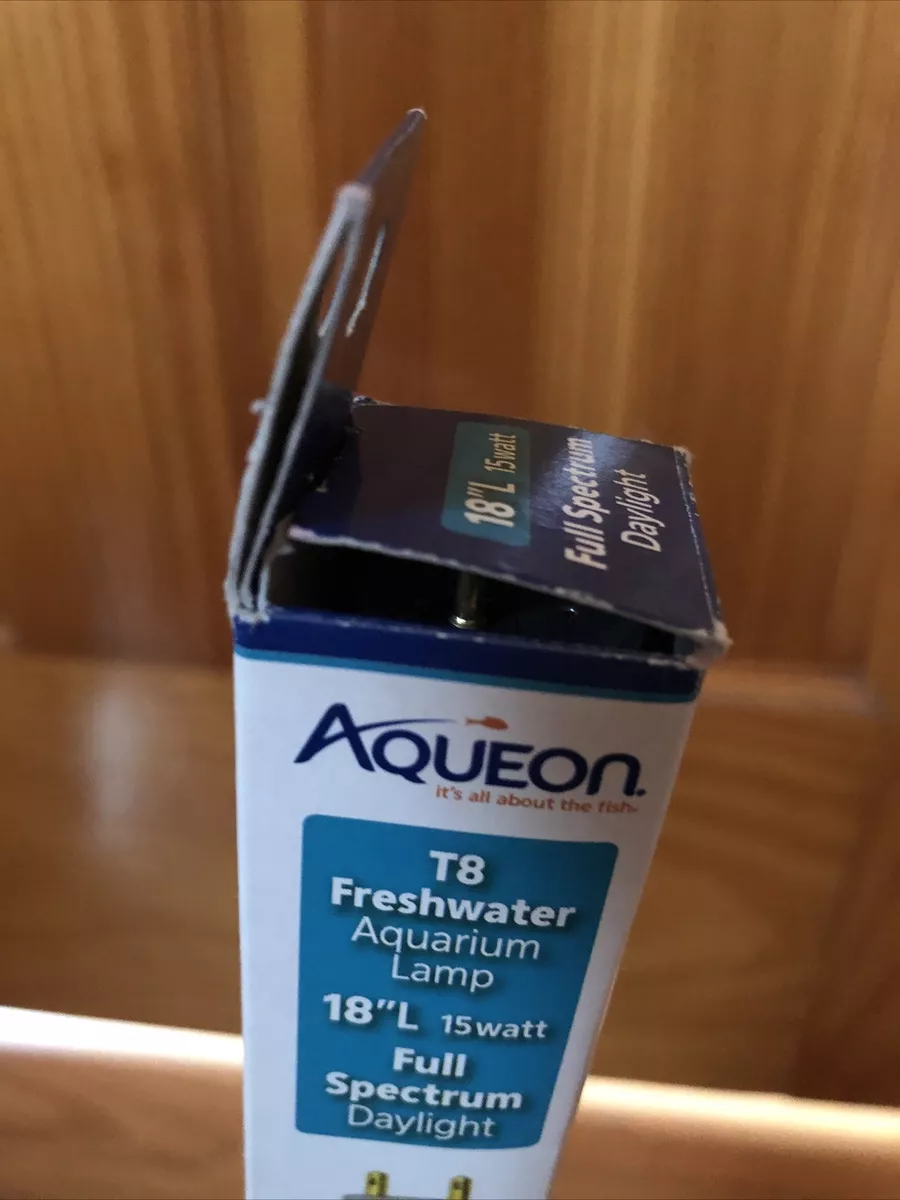 18"L 15watt
Full Spectrum
Daylight
AQUEON.
it's all about the fish™
T8
Freshwater
Aquarium
Lamp
18"L 15watt
Full
Spectrum
Daylight